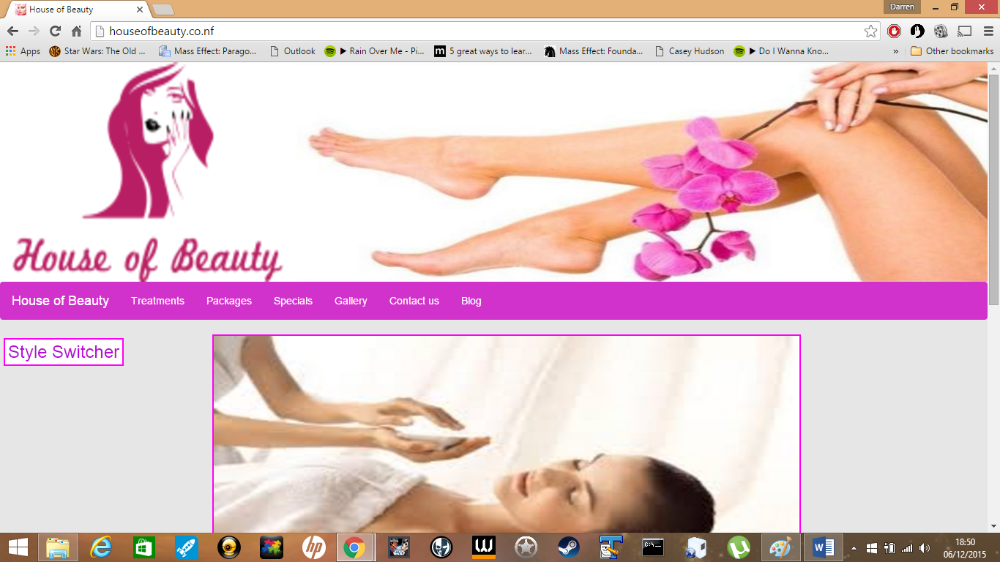 House of Beauty
Darren
houseofbeauty.co.nf
Apps Star Wars: The Old ... Mass Effect: Parago... Outlook ▶ Rain Over Me - Pi... m 5 great ways to lear... Mass Effect: Founda... Casey Hudson ▶ Do I Wanna Kno... » Other bookmarks
House of Beauty
House of Beauty Treatments Packages Specials Gallery Contact us Blog
Style Switcher
18:50
06/12/2015